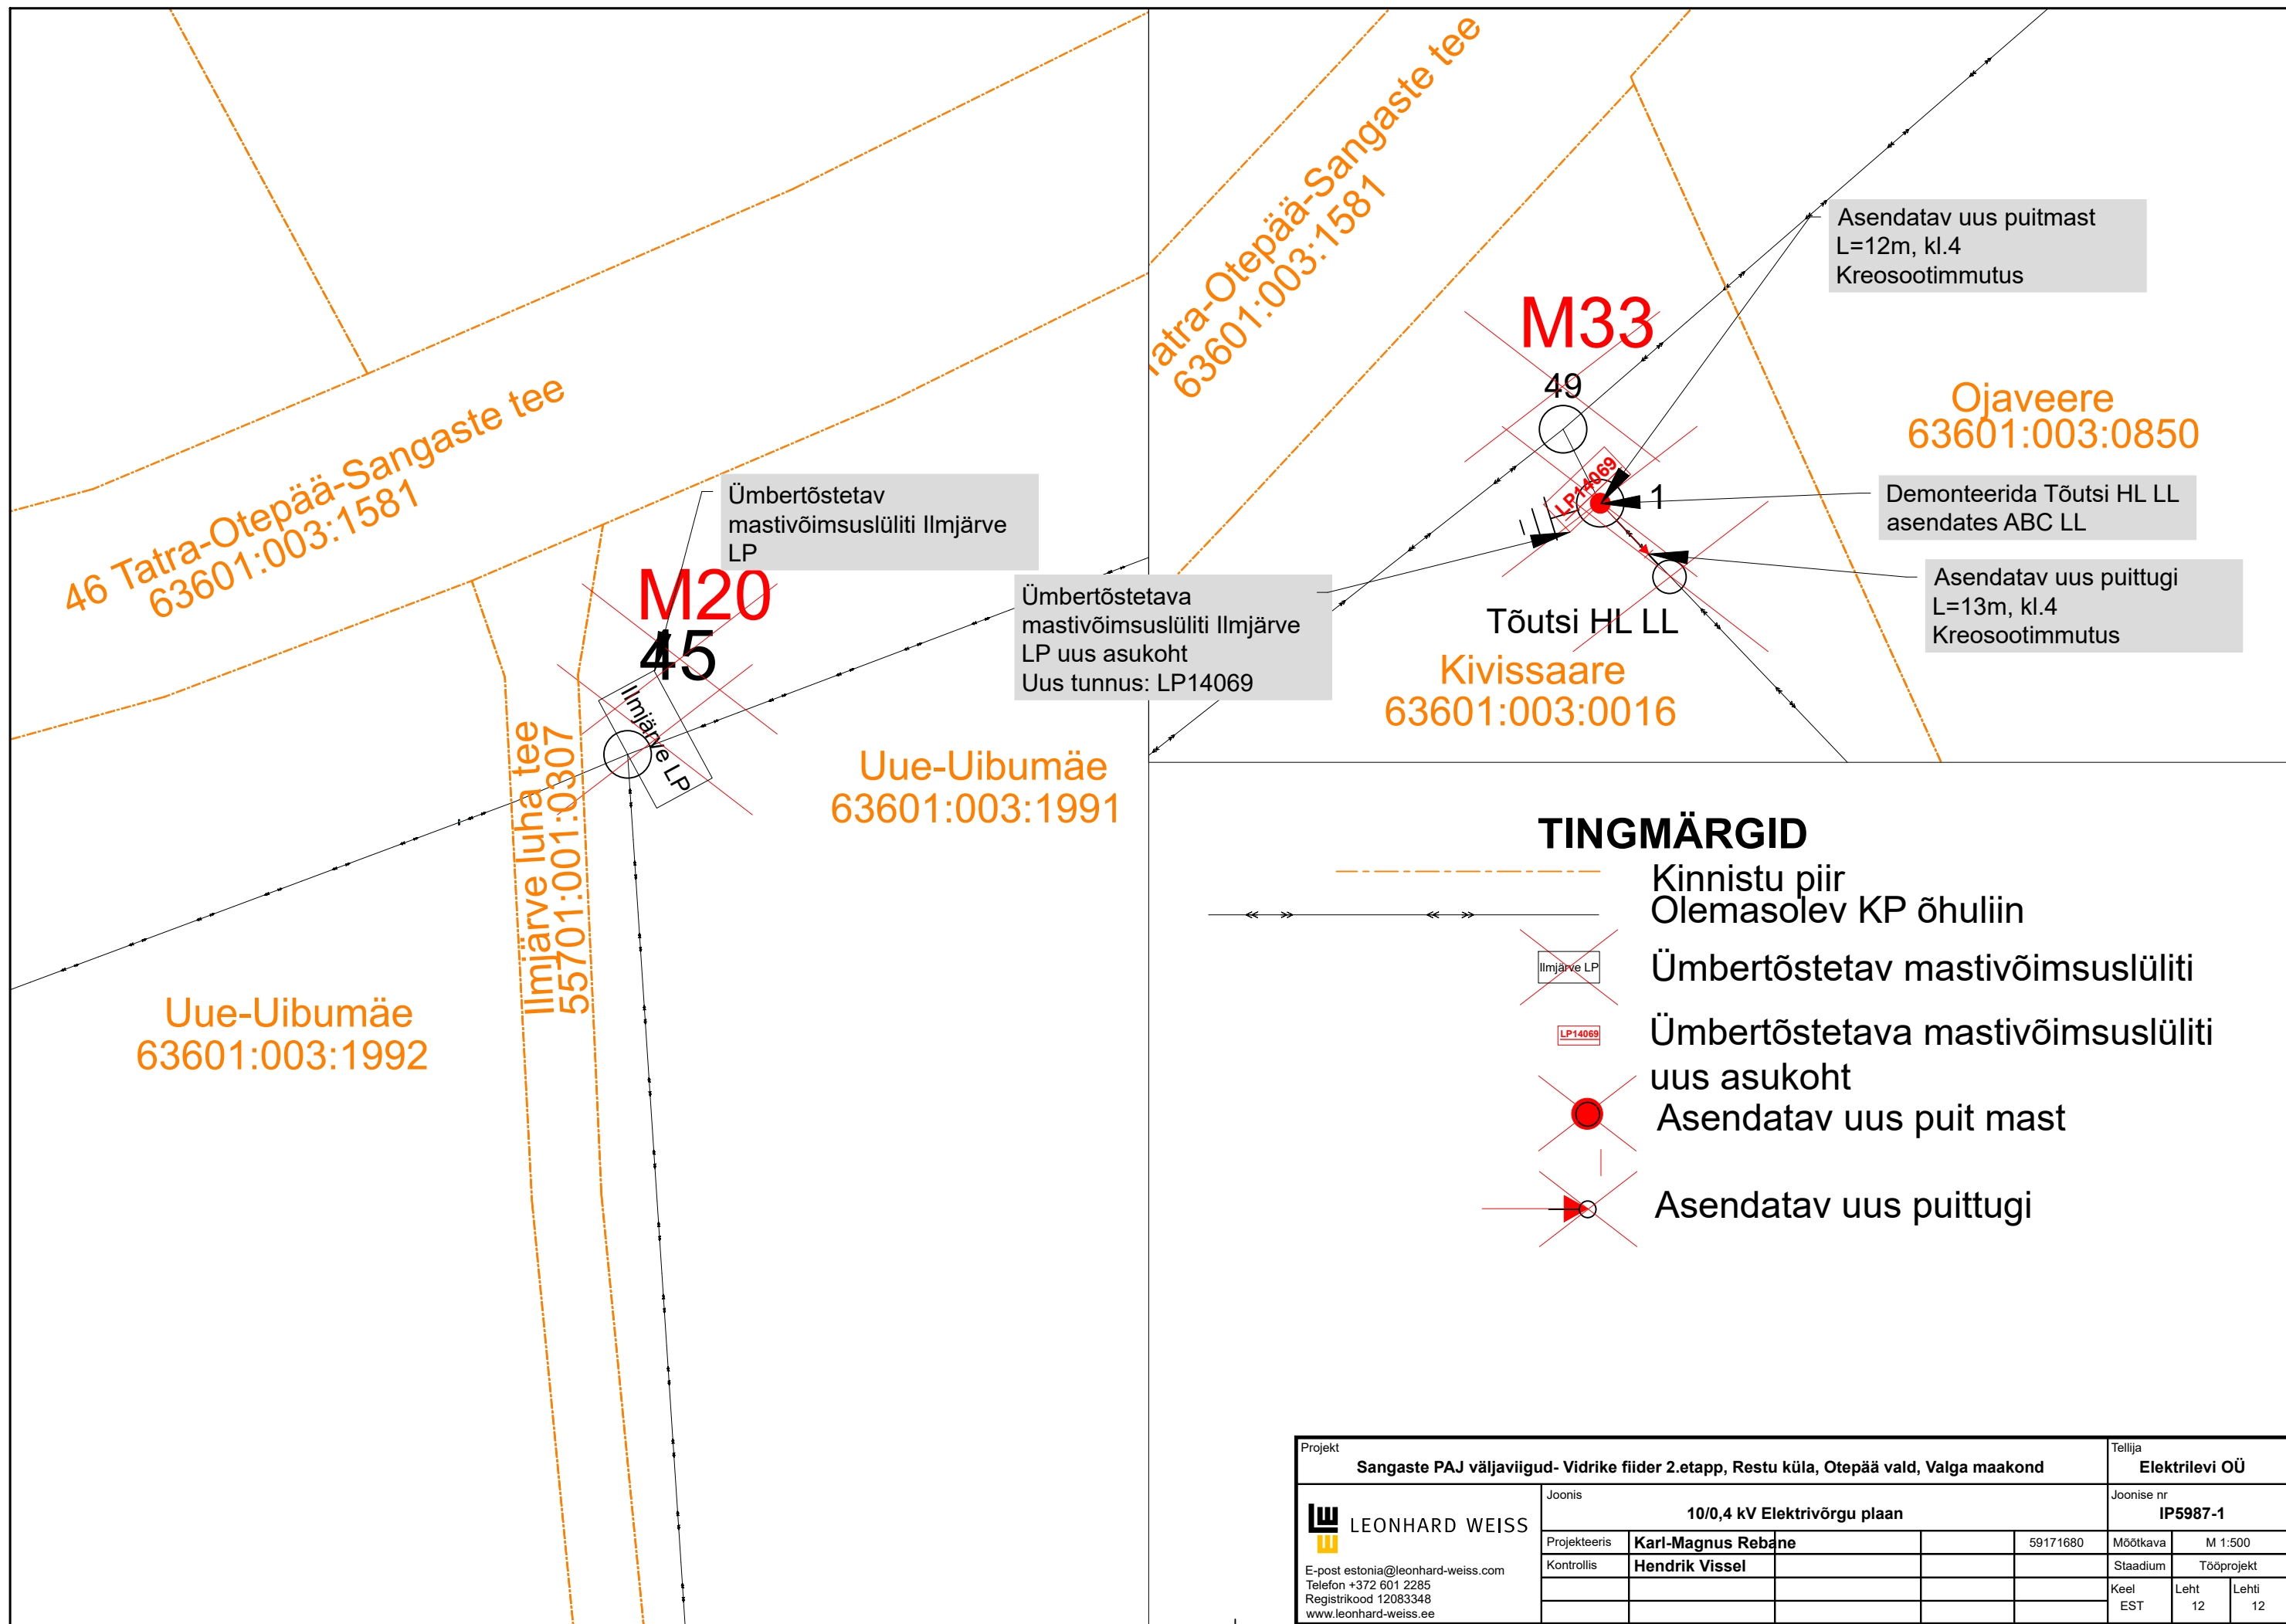 46 Tatra-Otepää-Sangaste tee
63601:003:1581
Ümbertõstetav
mastivõimsuslüliti Ilmjärve
LP
M20
45
Ilmjärve LP
Ilmjärve luha tee
55701:001:0307
Uue-Uibumäe
63601:003:1991
Uue-Uibumäe
63601:003:1992
Tatra-Otepää-Sangaste tee
63601:003:1581
Asendatav uus puitmast
L=12m, kl.4
Kreosootimmutus
M33
49
LP14069
1
Ojaveere
63601:003:0850
Demonteerida Tõutsi HL LL
asendates ABC LL
Asendatav uus puittugi
L=13m, kl.4
Kreosootimmutus
Ümbertõstetava
mastivõimsuslüliti Ilmjärve
LP uus asukoht
Uus tunnus: LP14069
Tõutsi HL LL
Kivissaare
63601:003:0016
TINGMÄRGID
Kinnistu piir
Olemasolev KP õhuliin
Ilmjärve LP
Ümbertõstetav mastivõimsuslüliti
LP14069
Ümbertõstetava mastivõimsuslüliti
uus asukoht
Asendatav uus puit mast
Asendatav uus puittugi
Projekt
Sangaste PAJ väljaviigud- Vidrike fiider 2.etapp, Restu küla, Otepää vald, Valga maakond
Tellija
Elektrilevi OÜ
LEONHARD WEISS
E-post estonia@leonhard-weiss.com
Telefon +372 601 2285
Registrikood 12083348
www.leonhard-weiss.ee
Joonis
10/0,4 kV Elektrivõrgu plaan
Joonise nr
IP5987-1
Projekteeris Karl-Magnus Rebane 59171680
Mõõtkava M 1:500
Kontrollis Hendrik Vissel
Staadium Tööprojekt
Keel Leht Lehti
EST 12 12